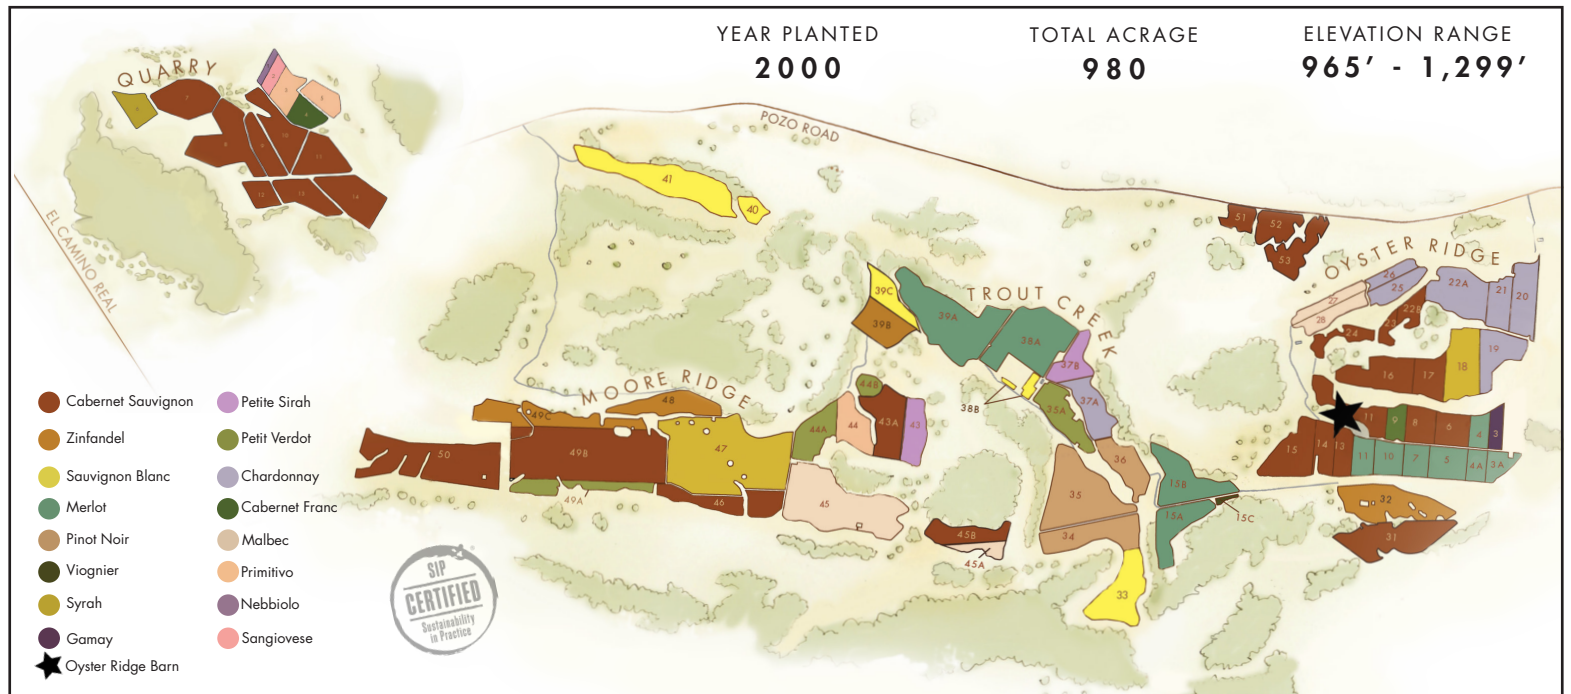 YEAR PLANTED
2000
TOTAL ACRAGE
980
ELEVATION RANGE
965’ - 1,299’
QUARRY
7
8
10
11
12
14
EL CAMINO REAL
POZO ROAD
41
40
MOORE RIDGE
50
49C
49B
49A
48
47
46
45
44A
44
44B
43A
43
45B
45A
TROUT CREEK
39C
39B
39A
38A
38B
37B
37A
35A
36
35
34
33
15B
15A
15C
51
52
53
OYSTER RIDGE
26
25
27
28
22A
21
20
22B
23
24
19
18
17
16
15
14
13
11
9
8
6
4
3
11
10
7
5
4A
3A
32
31
Cabernet Sauvignon
Zinfandel
Sauvignon Blanc
Merlot
Pinot Noir
Viognier
Syrah
Gamay
Oyster Ridge Barn
Petite Sirah
Petit Verdot
Chardonnay
Cabernet Franc
Malbec
Primitivo
Nebbiolo
Sangiovese
SIP
CERTIFIED
Sustainability
in Practice